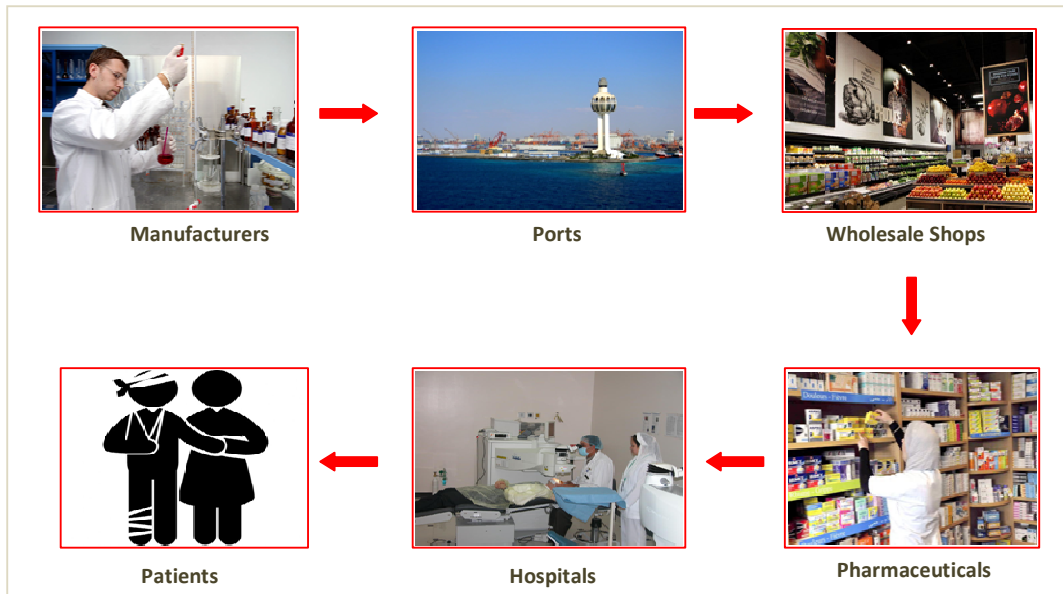 Manufacturers
Ports
Wholesale Shops
Patients
Hospitals
Pharmaceuticals